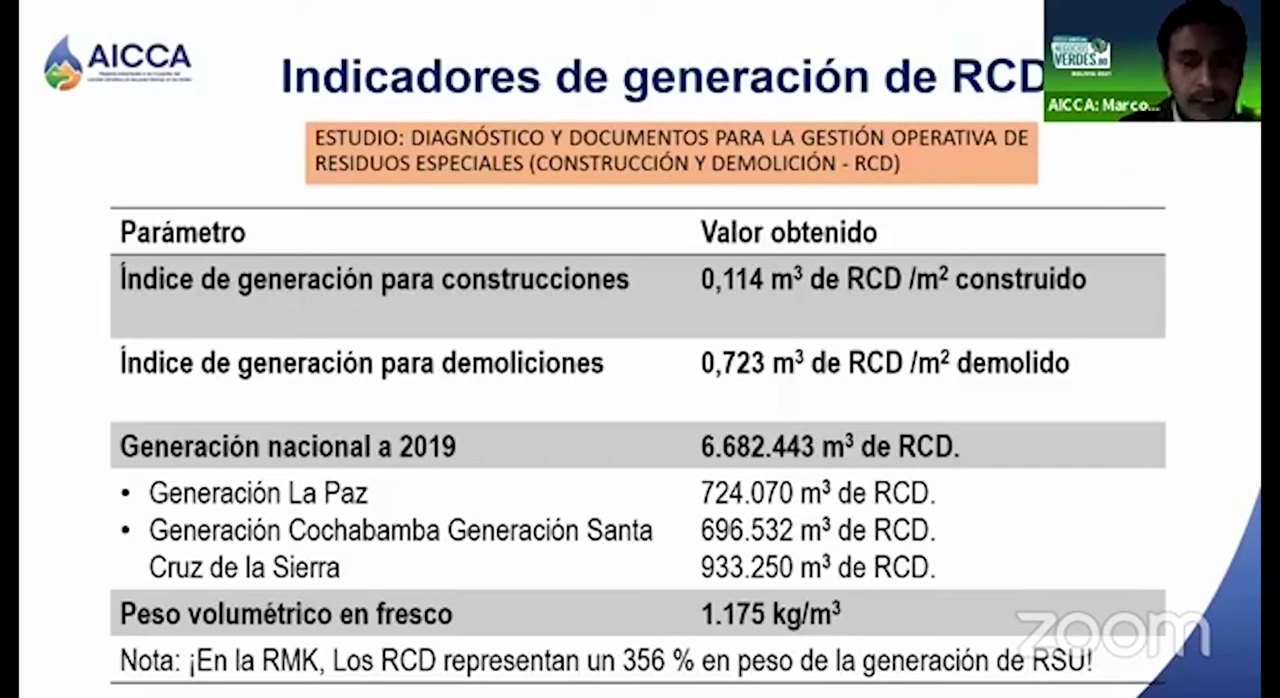 AICCA
Indicadores de generación de RCD
NEGOCIOS
VERDES.BO
BOLIVIA 2021
AICCA: Marco...
ESTUDIO: DIAGNÓSTICO Y DOCUMENTOS PARA LA GESTIÓN OPERATIVA DE
RESIDUOS ESPECIALES (CONSTRUCCIÓN Y DEMOLICIÓN - RCD)
Parámetro Valor obtenido
Índice de generación para construcciones 0,114 m³ de RCD /m² construido
Índice de generación para demoliciones 0,723 m³ de RCD /m² demolido
Generación nacional a 2019 6.682.443 m³ de RCD.
• Generación La Paz 724.070 m³ de RCD.
• Generación Cochabamba Generación Santa 696.532 m³ de RCD.
Cruz de la Sierra 933.250 m³ de RCD.
Peso volumétrico en fresco 1.175 kg/m³
Nota: ¡En la RMK, Los RCD representan un 356 % en peso de la generación de RSU!
zoom